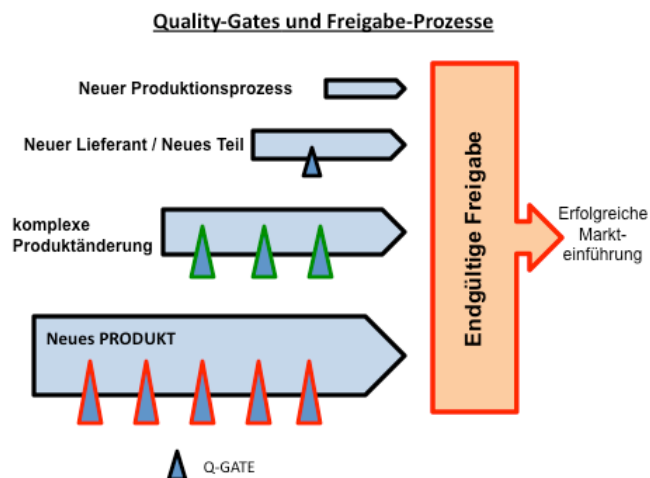 Quality-Gates und Freigabe-Prozesse
Neuer Produktionsprozess
Neuer Lieferant / Neues Teil
komplexe
Produktänderung
Neues PRODUKT
Endgültige Freigabe
Erfolgreiche
Markt-
einführung
Q-GATE